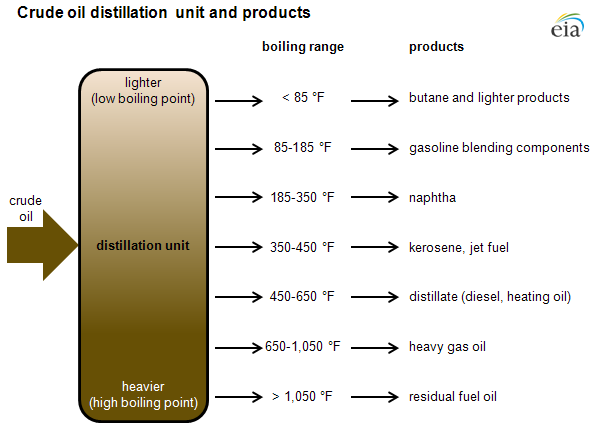 Crude oil distillation unit and products
eia
boiling range
products
lighter
(low boiling point)
< 85 °F
butane and lighter products
85-185 °F
gasoline blending components
185-350 °F
naphtha
crude
oil
distillation unit
350-450 °F
kerosene, jet fuel
450-650 °F
distillate (diesel, heating oil)
650-1,050 °F
heavy gas oil
heavier
(high boiling point)
> 1,050 °F
residual fuel oil